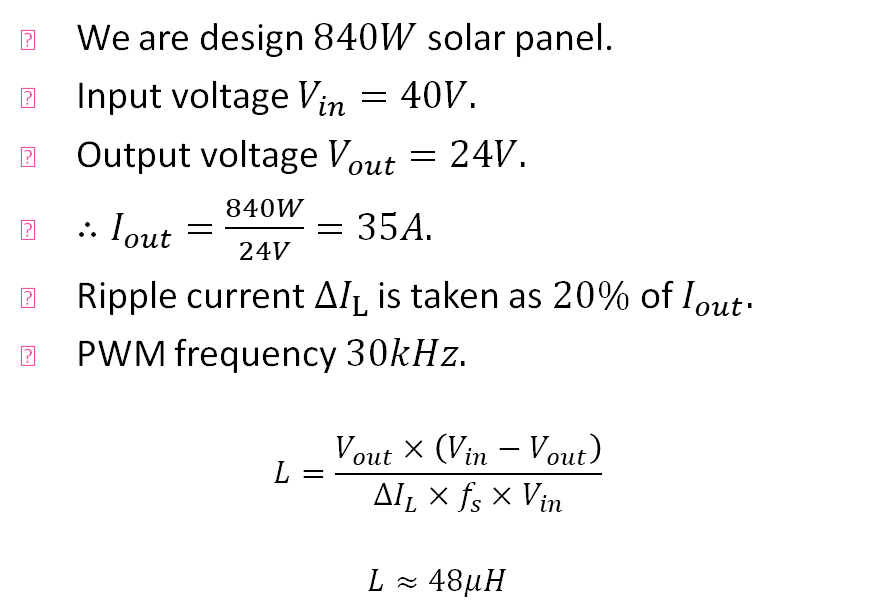 We are design 840W solar panel.
Input voltage V_in = 40V.
Output voltage V_out = 24V.
∴ I_out = 840W / 24V = 35A.
Ripple current ΔI_L is taken as 20% of I_out.
PWM frequency 30kHz.
L = V_out × (V_in − V_out) / ΔI_L × f_s × V_in
L ≈ 48μH